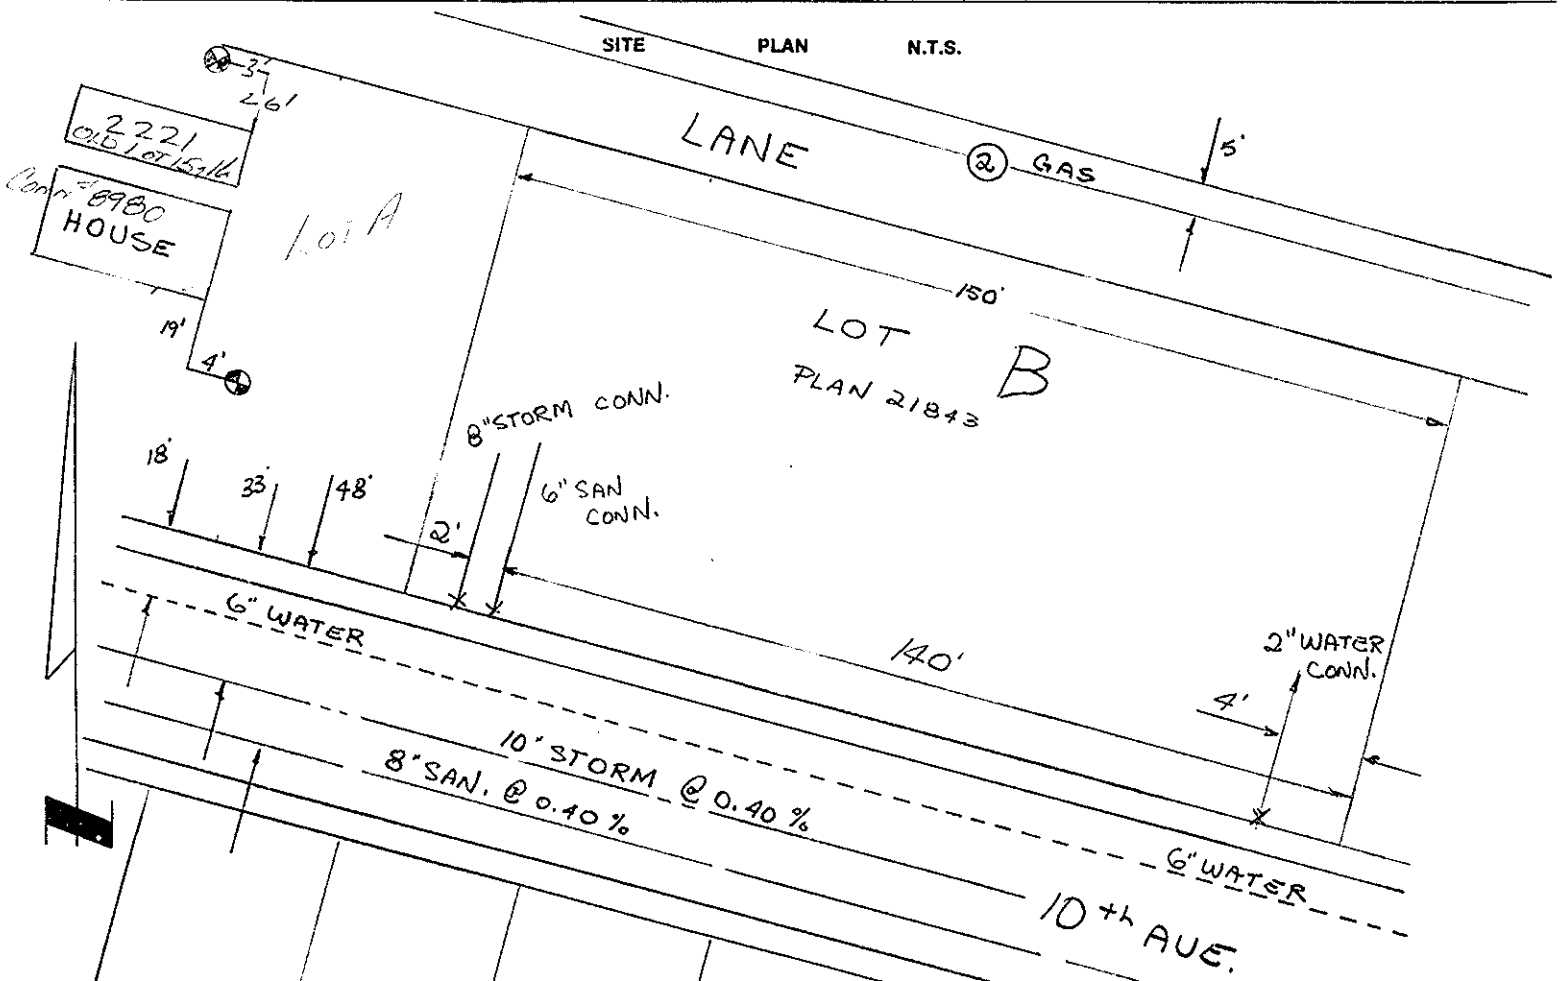 SITE PLAN N.T.S.
3'
26'
2221
OLD LOT 15 & 16
Conn # 8980
HOUSE
LOT A
19'
4'
LANE
2 GAS
5'
150'
LOT B
PLAN 21843
8" STORM CONN.
6" SAN
CONN.
18'
33'
48'
2'
140'
2" WATER
CONN.
4'
6" WATER
10" STORM @ 0.40 %
8" SAN. @ 0.40 %
6" WATER
10th AVE.